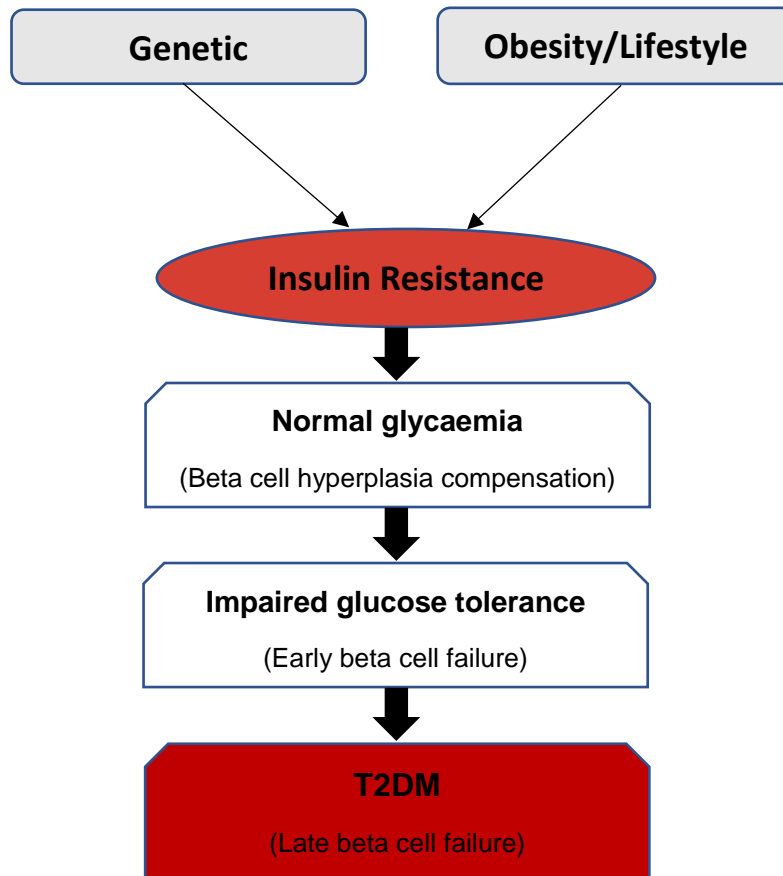 Genetic
Obesity/Lifestyle
Insulin Resistance
Normal glycaemia
(Beta cell hyperplasia compensation)
Impaired glucose tolerance
(Early beta cell failure)
T2DM
(Late beta cell failure)